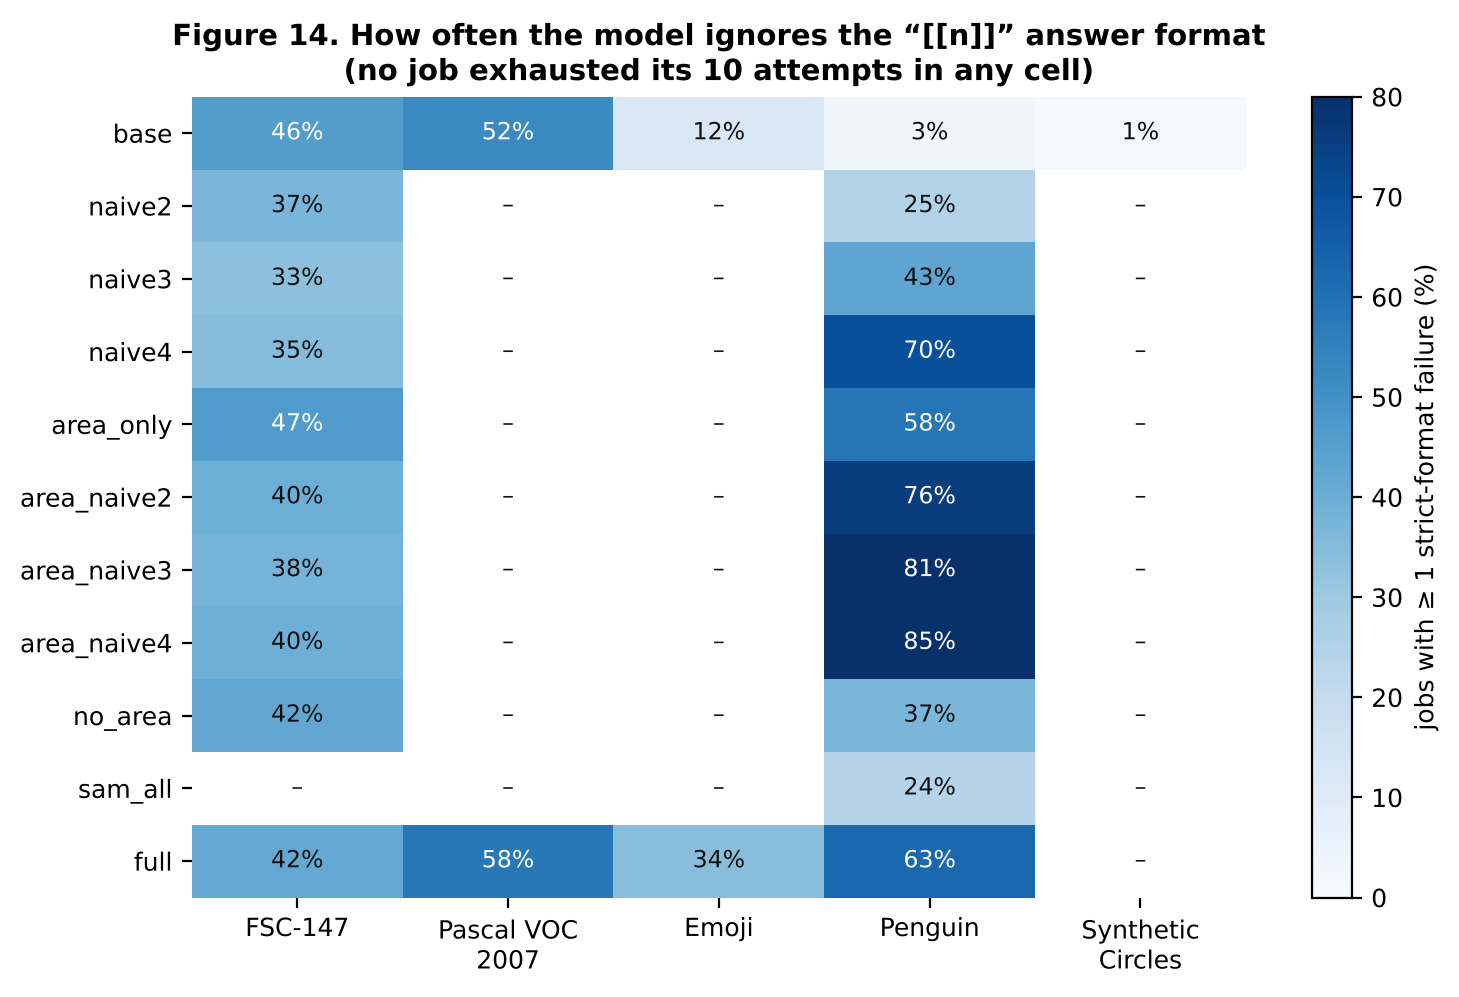 Figure 14. How often the model ignores the “[[n]]” answer format
(no job exhausted its 10 attempts in any cell)
base 46% 52% 12% 3% 1%
naive2 37% – – 25% –
naive3 33% – – 43% –
naive4 35% – – 70% –
area_only 47% – – 58% –
area_naive2 40% – – 76% –
area_naive3 38% – – 81% –
area_naive4 40% – – 85% –
no_area 42% – – 37% –
sam_all – – – 24% –
full 42% 58% 34% 63% –
FSC-147
Pascal VOC
2007
Emoji
Penguin
Synthetic
Circles
80
70
60
50
40
30
20
10
0
jobs with ≥ 1 strict-format failure (%)